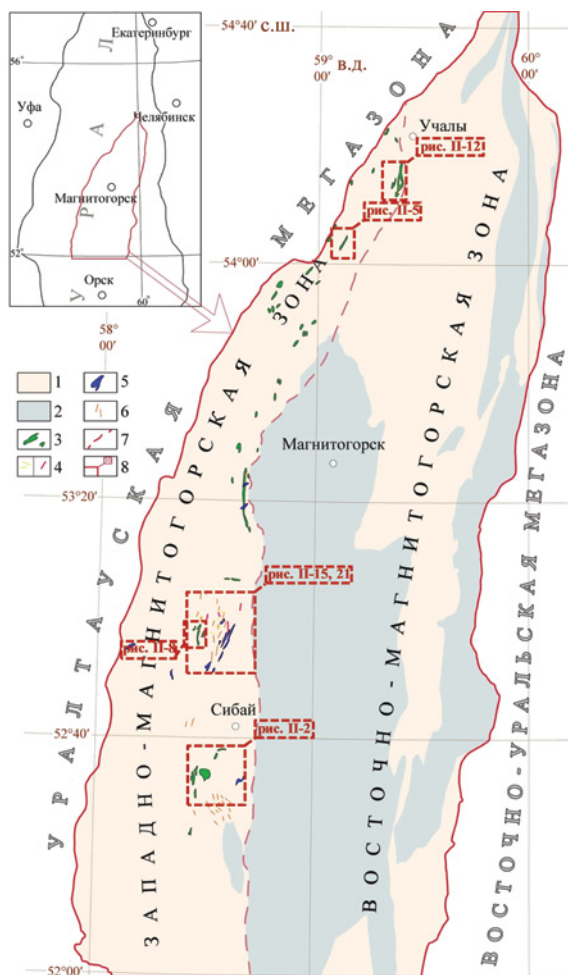 Екатеринбург
56°
Уфа
Челябинск
Магнитогорск
52°
Орск
60°
УРАЛ
54°40' С.Ш.
59°
00'
В.Д.
60°
00'
Учалы
рис. II-12
рис. II-5
54°00'
58°
00'
1
5
2
6
3
7
4
8
Магнитогорск
53°20'
рис. II-15, 21
рис. II-8
Сибай
52°40'
рис. II-2
52°00'
УРАЛТАУСКАЯ МЕГАЗОНА
ЗАПАДНО-МАГНИТОГОРСКАЯ ЗОНА
ВОСТОЧНО-МАГНИТОГОРСКАЯ ЗОНА
ВОСТОЧНО-УРАЛЬСКАЯ МЕГАЗОНА